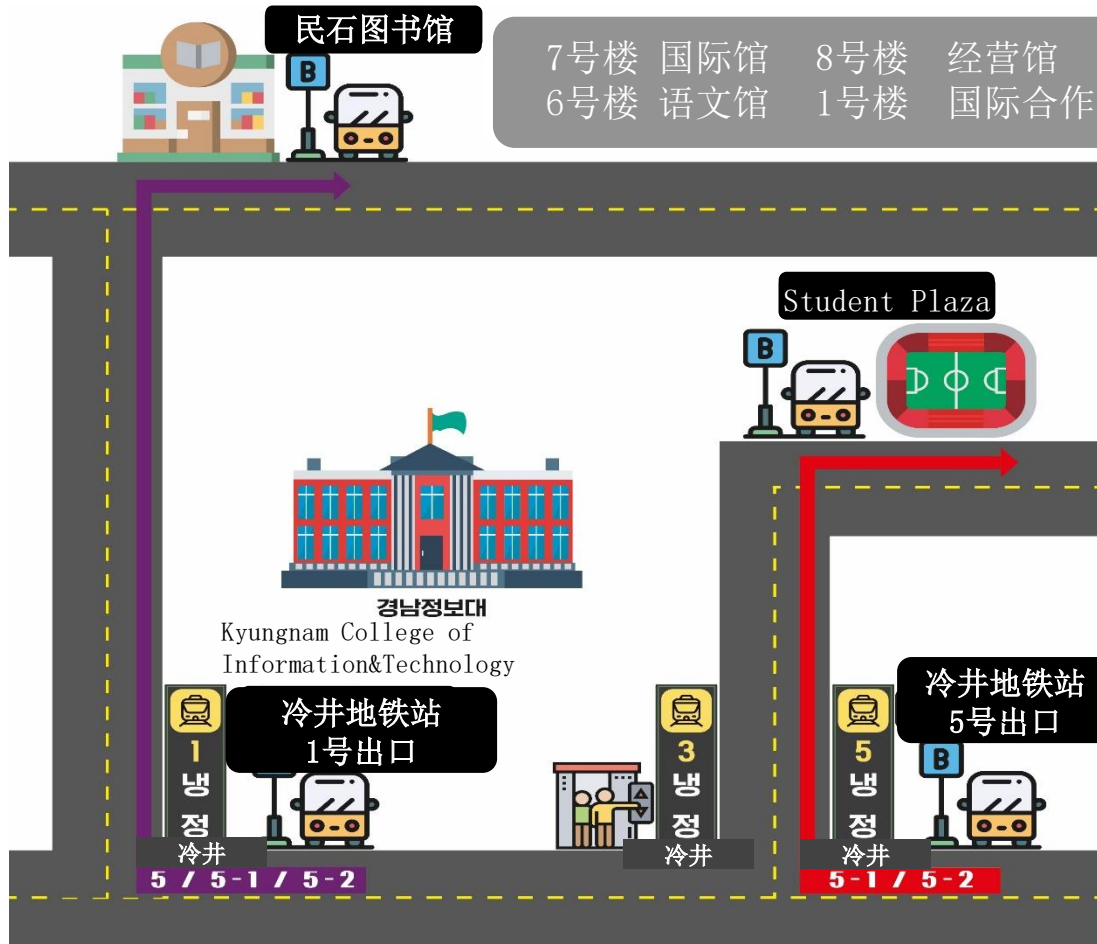 民石图书馆
B
7号楼 国际馆 8号楼 经营馆
6号楼 语文馆 1号楼 国际合作
Student Plaza
B
경남정보대
Kyungnam College of
Information&Technology
1
냉
정
冷井
冷井地铁站
1号出口
5 / 5-1 / 5-2
3
냉
정
冷井
5
냉
정
冷井
冷井地铁站
5号出口
B
5-1 / 5-2